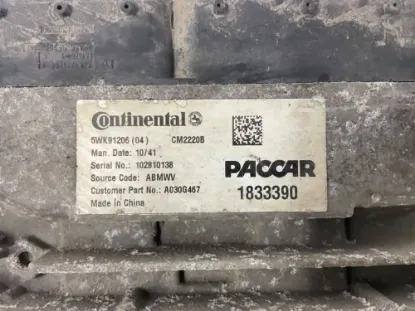 Continental
5WK91206 (04) CM2220B
Man. Date: 10/41
Serial No.: 102810138
Source Code: ABMWV
Customer Part No.: A030G467
Made in China
PACCAR
1833390